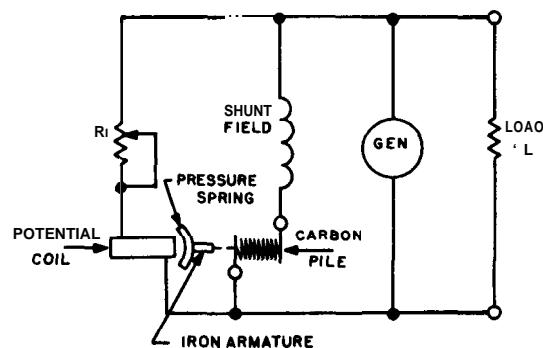 R1
SHUNT
FIELD
GEN
LOAO
' L
PRESSURE
SPRING
POTENTIAL
COIL
CARBON
PILE
IRON ARMATURE